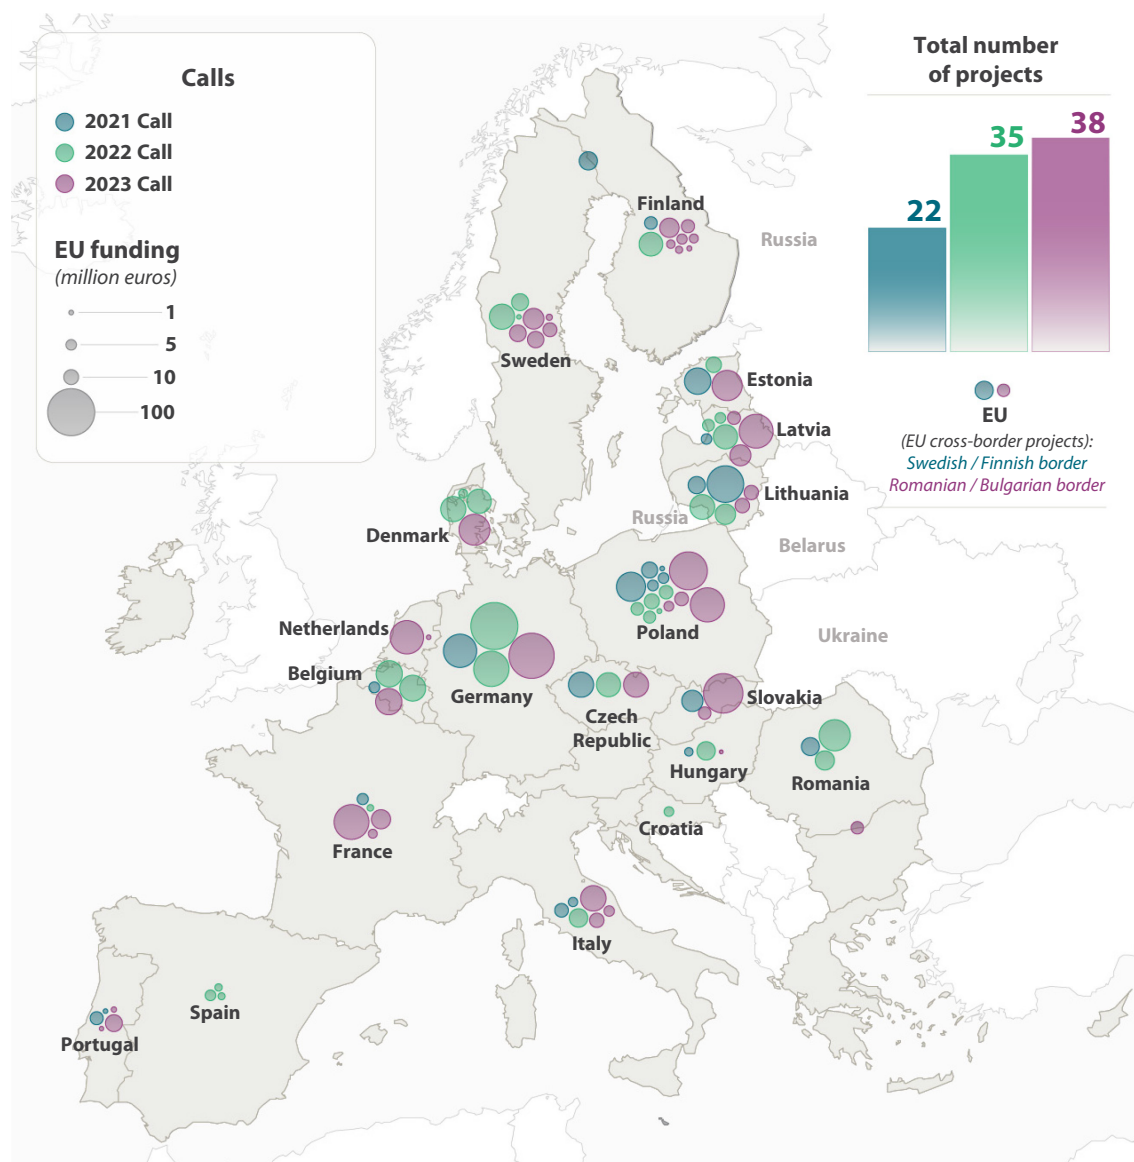 Calls
2021 Call
2022 Call
2023 Call
EU funding
(million euros)
1
5
10
100
Total number
of projects
22
35
38
EU
(EU cross-border projects):
Swedish / Finnish border
Romanian / Bulgarian border
Finland
Russia
Sweden
Estonia
Latvia
Lithuania
Russia
Denmark
Belarus
Netherlands
Poland
Ukraine
Belgium
Germany
Slovakia
Czech
Republic
Hungary
Romania
Croatia
France
Italy
Spain
Portugal